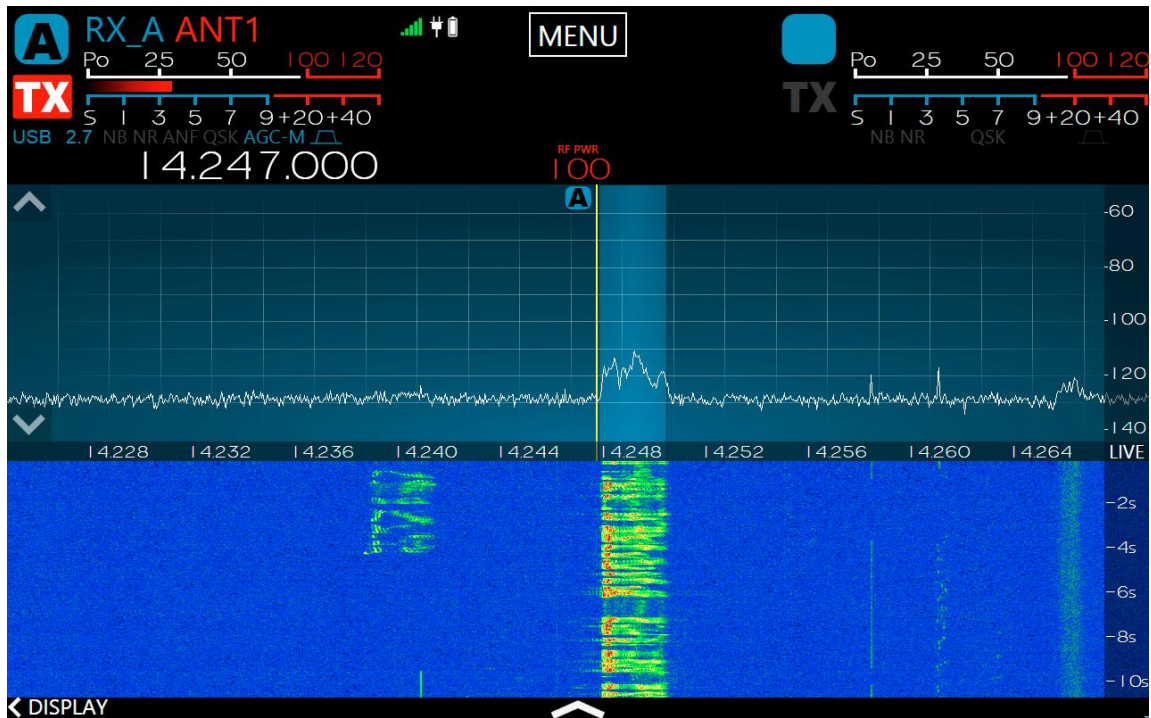 A RX_A ANT1 MENU
Po 25 50 100 120 Po 25 50 100 120
TX TX
S 1 3 5 7 9+20+40 S 1 3 5 7 9+20+40
USB 2.7 NB NR ANF QSK AGC-M NB NR QSK
14.247.000
RF PWR
100
A
-60
-80
-100
-120
-140
14.228 14.232 14.236 14.240 14.244 14.248 14.252 14.256 14.260 14.264 LIVE
-2s
-4s
-6s
-8s
-10s
DISPLAY